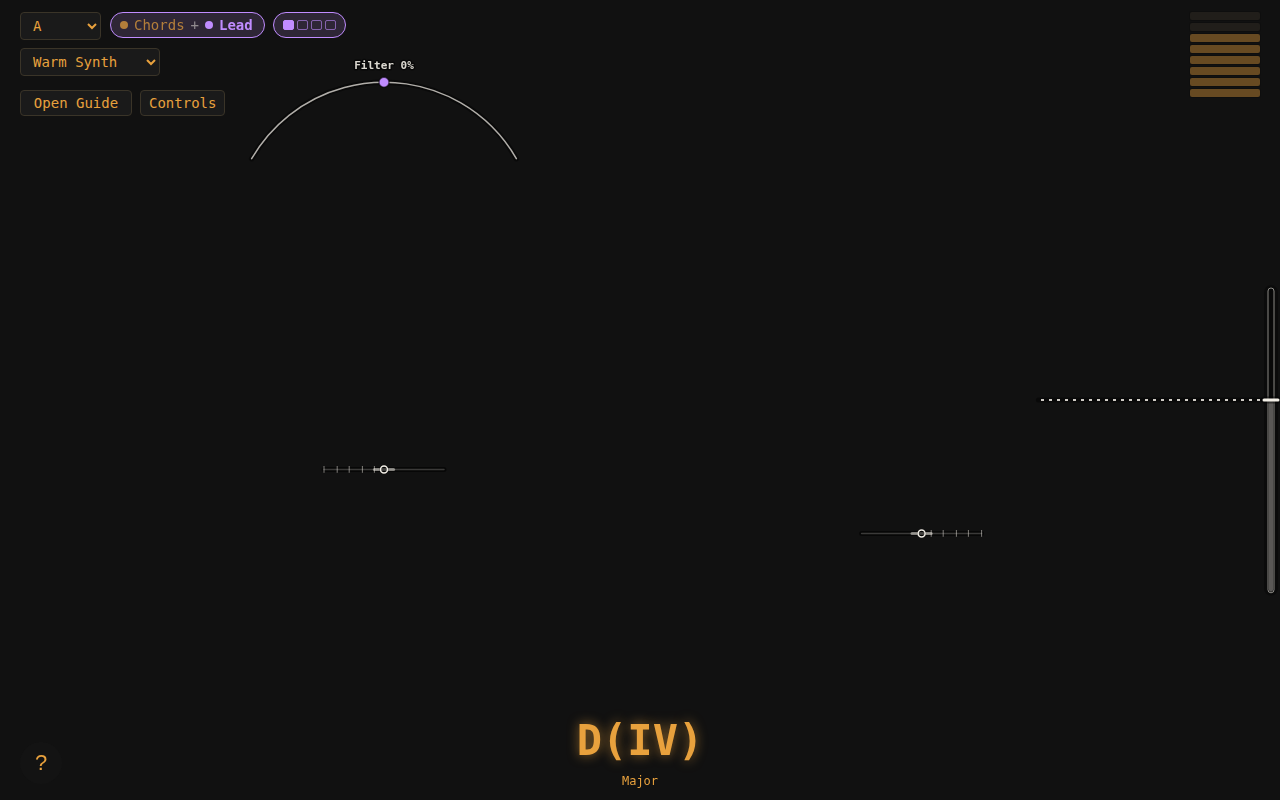 A
Chords + Lead
Warm Synth
Filter 0%
Open Guide
Controls
D(IV)
Major
?